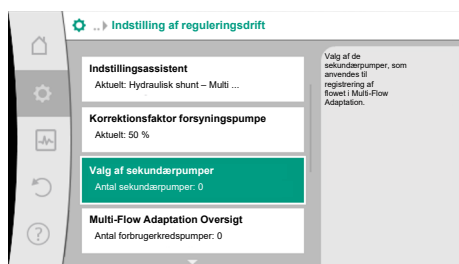 .. Indstilling af reguleringsdrift
Indstillingsassistent
Aktuelt: Hydraulisk shunt – Multi ...
Korrektionsfaktor forsyningspumpe
Aktuelt: 50 %
Valg af sekundærpumper
Antal sekundærpumper: 0
Multi-Flow Adaptation Oversigt
Antal forbrugerkredspumper: 0
Valg af de
sekundærpumper, som
anvendes til
registrering af
flowet i Multi-Flow
Adaptation.